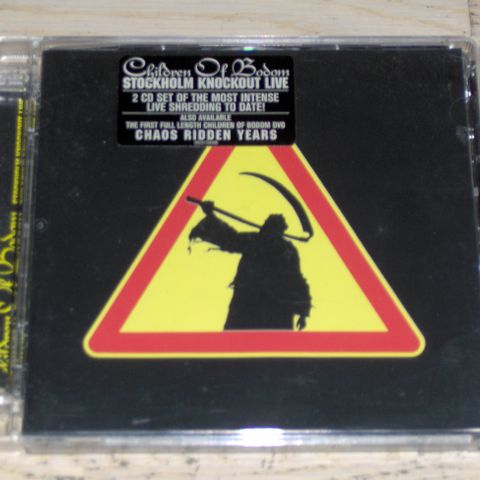 Children Of Bodom
STOCKHOLM KNOCKOUT LIVE
2 CD SET OF THE MOST INTENSE
LIVE SHREDDING TO DATE!
ALSO AVAILABLE
THE FIRST FULL LENGTH CHILDREN OF BODOM DVD
CHAOS RIDDEN YEARS